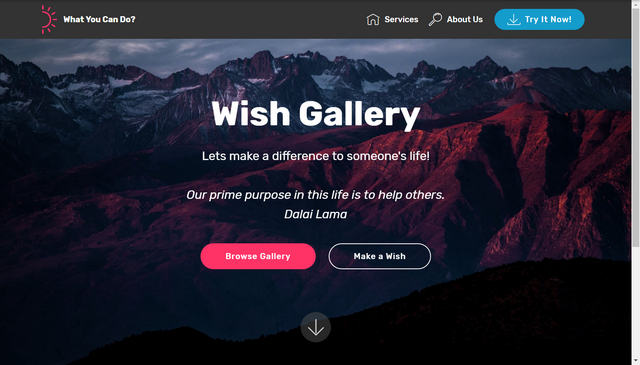 What You Can Do?
Services
About Us
Try It Now!
Wish Gallery
Lets make a difference to someone's life!
Our prime purpose in this life is to help others.
Dalai Lama
Browse Gallery
Make a Wish